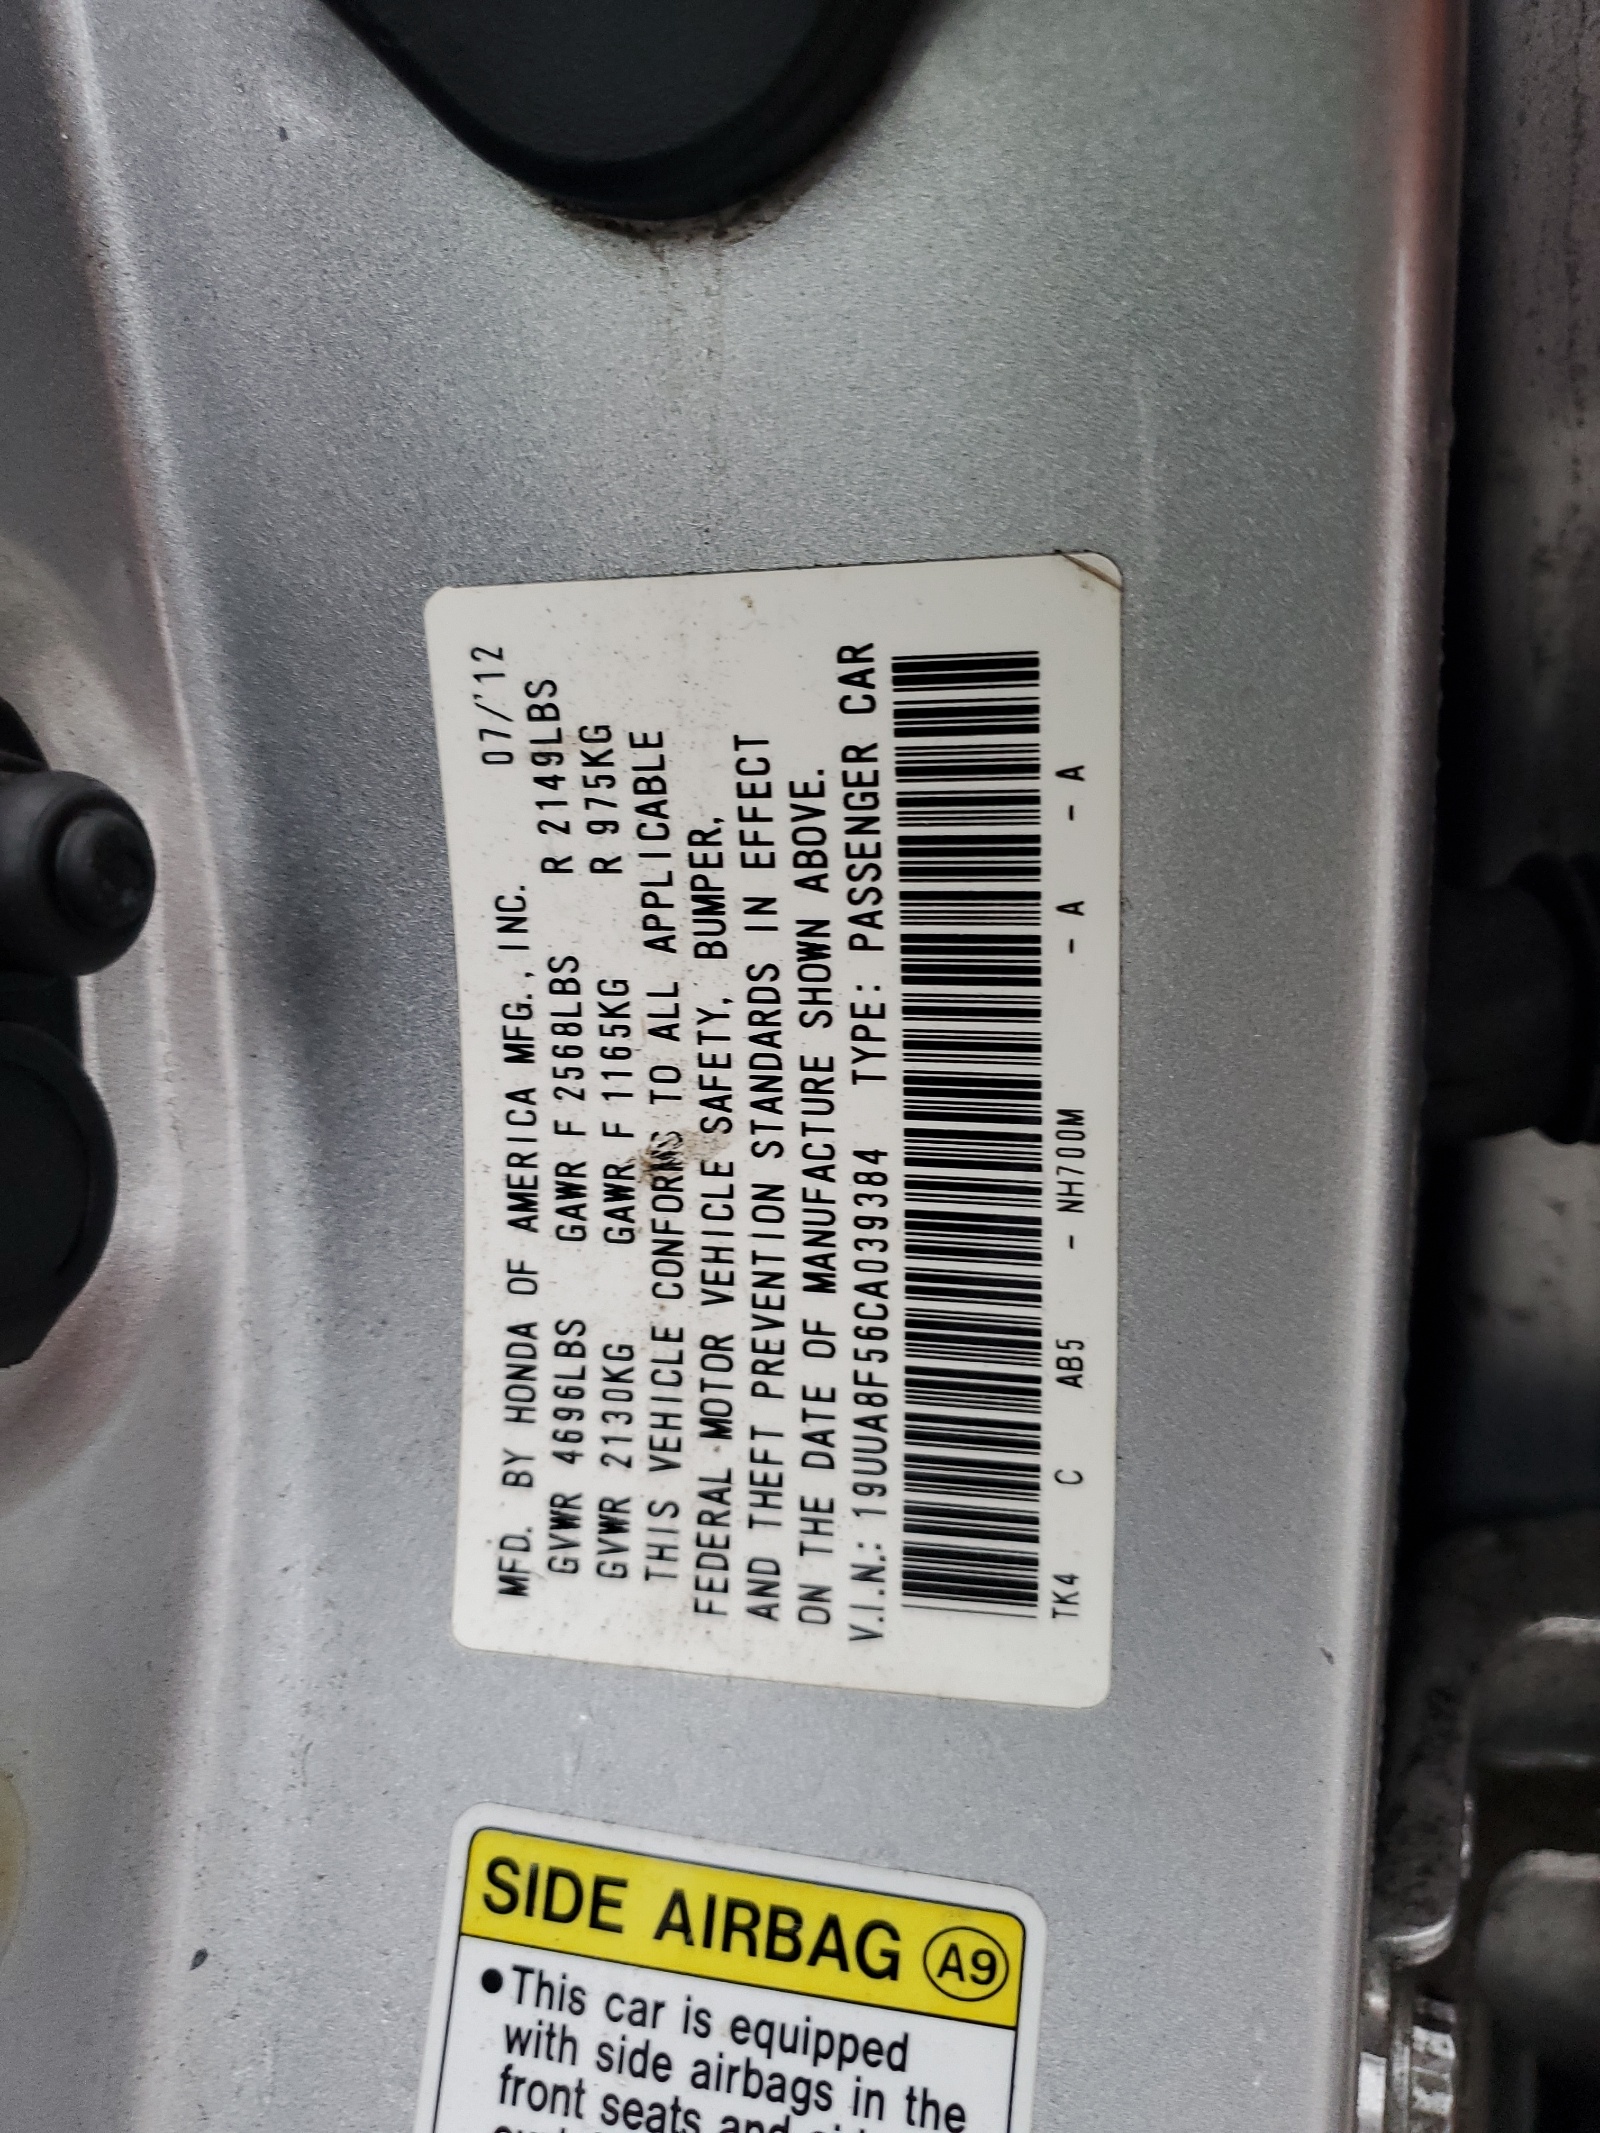 MFD. BY HONDA OF AMERICA MFG., INC. 07/'12
GVWR 4696LBS GAWR F 2568LBS R 2149LBS
GVWR 2130KG GAWR F 1165KG R 975KG
THIS VEHICLE CONFORMS TO ALL APPLICABLE
FEDERAL MOTOR VEHICLE SAFETY, BUMPER,
AND THEFT PREVENTION STANDARDS IN EFFECT
ON THE DATE OF MANUFACTURE SHOWN ABOVE.
V.I.N.: 19UUA8F56CA039384 TYPE: PASSENGER CAR
TK4 C AB5 - NH700M - A - A
SIDE AIRBAG A9
●This car is equipped
with side airbags in the
front seats and